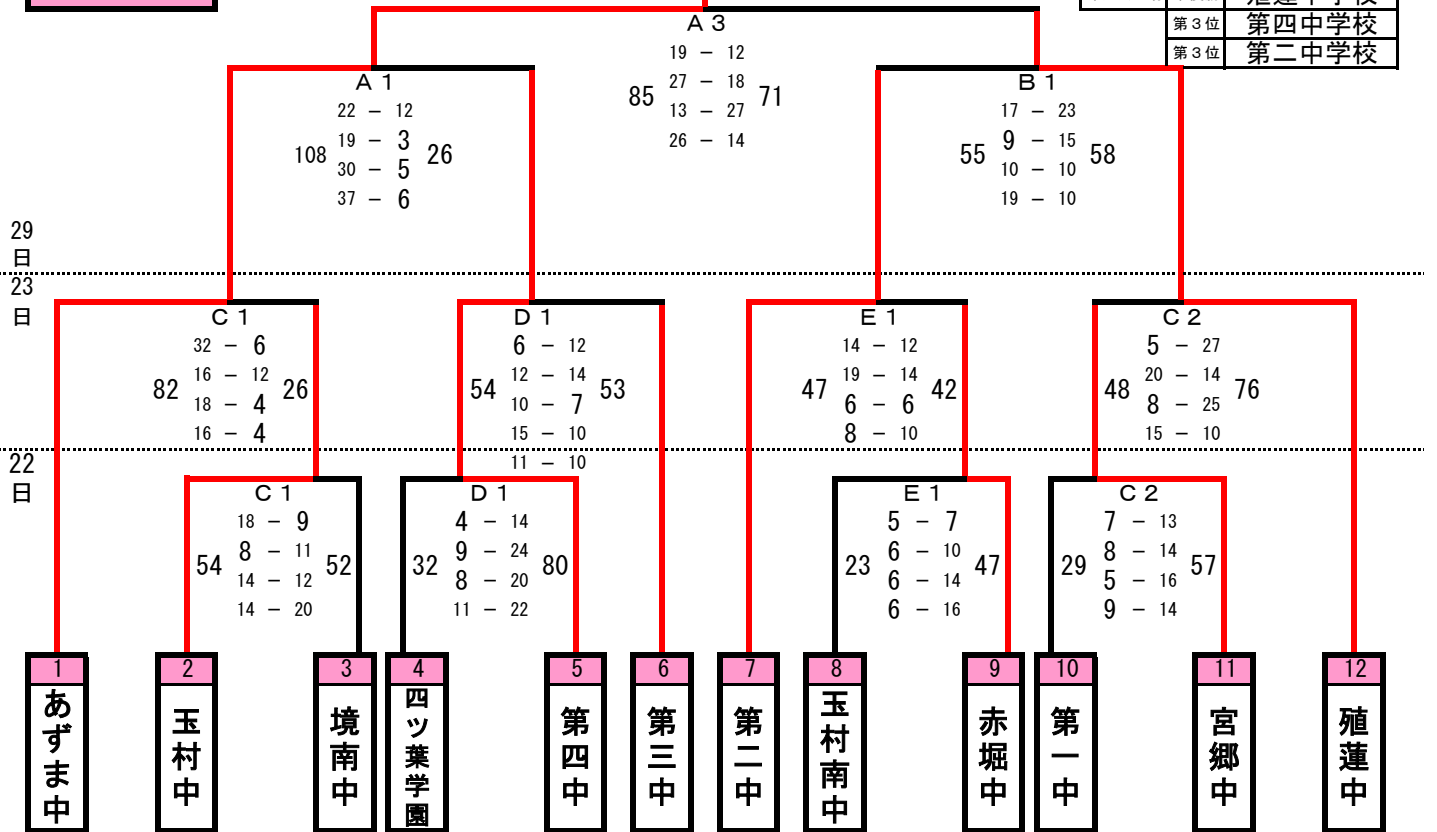 第３位 第四中学校
第３位 第二中学校
Ａ３
19 － 12
27 － 18
85 71
13 － 27
26 － 14
Ａ１
22 － 12
19 － 3
108 26
30 － 5
37 － 6
Ｂ１
17 － 23
9 － 15
55 58
10 － 10
19 － 10
29
日
23
日
Ｃ１
32 － 6
16 － 12
82 26
18 － 4
16 － 4
Ｄ１
6 － 12
12 － 14
54 53
10 － 7
15 － 10
11 － 10
Ｅ１
14 － 12
19 － 14
47 42
6 － 6
8 － 10
Ｃ２
5 － 27
20 － 14
48 76
8 － 25
15 － 10
22
日
Ｃ１
18 － 9
8 － 11
54 52
14 － 12
14 － 20
Ｄ１
4 － 14
9 － 24
32 80
8 － 20
11 － 22
Ｅ１
5 － 7
6 － 10
23 47
6 － 14
6 － 16
Ｃ２
7 － 13
8 － 14
29 57
5 － 16
9 － 14
1 2 3 4 5 6 7 8 9 10 11 12
あずま中
玉村中
境南中
四ツ葉学園
第四中
第三中
第二中
玉村南中
赤堀中
第一中
宮郷中
殖蓮中